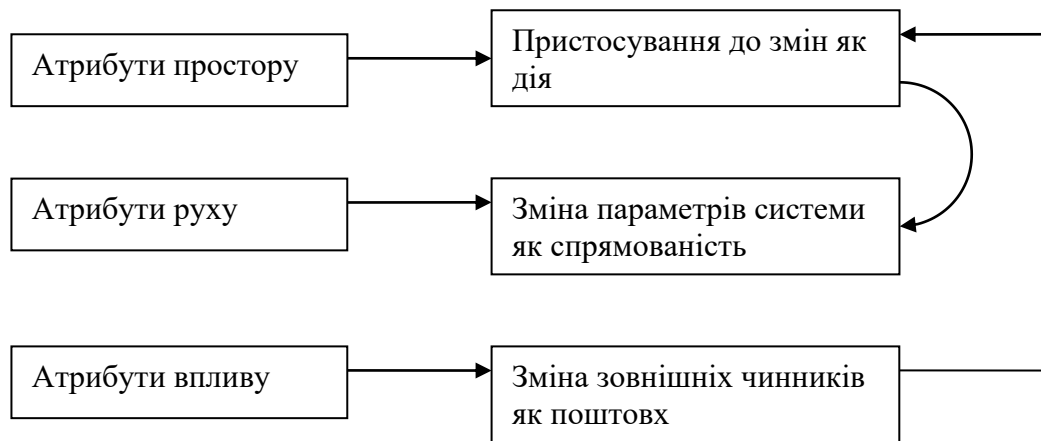 Атрибути простору
Пристосування до змін як
дія
Атрибути руху
Зміна параметрів системи
як спрямованість
Атрибути впливу
Зміна зовнішніх чинників
як поштовх